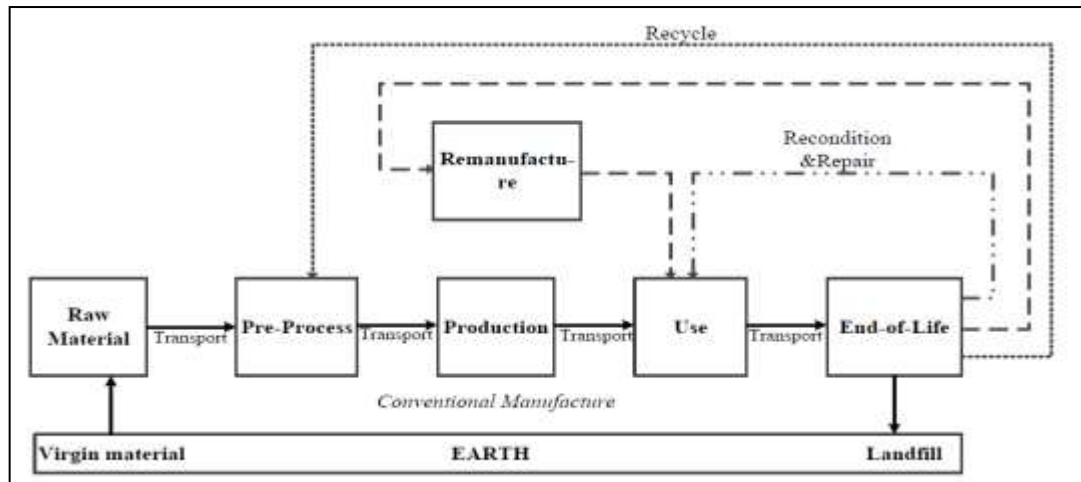 Recycle
Remanufactu-
re
Recondition
&Repair
Raw
Material
Transport
Pre-Process
Transport
Production
Transport
Use
Transport
End-of-Life
Conventional Manufacture
Virgin material
EARTH
Landfill